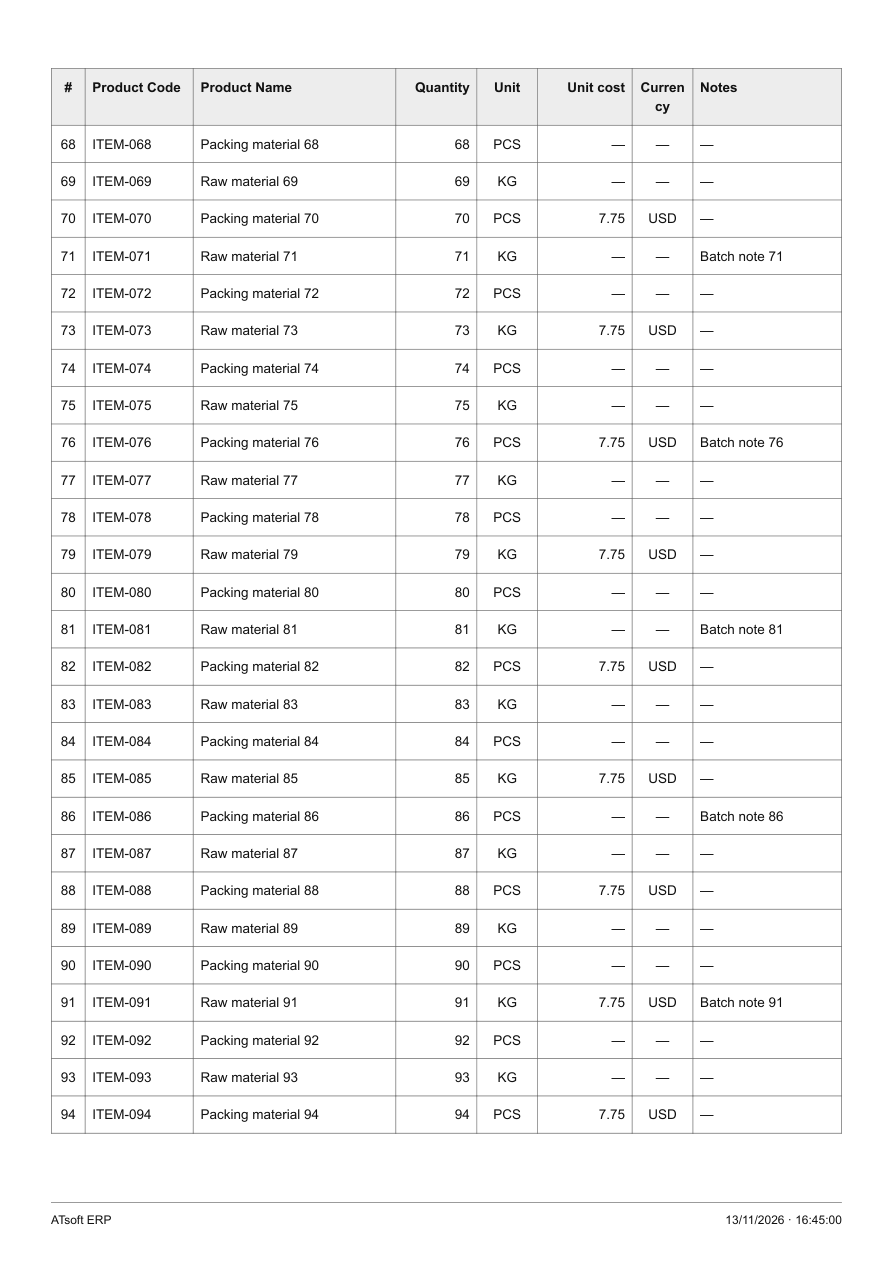 # Product Code Product Name Quantity Unit Unit cost Curren
cy Notes
68 ITEM-068 Packing material 68 68 PCS — — —
69 ITEM-069 Raw material 69 69 KG — — —
70 ITEM-070 Packing material 70 70 PCS 7.75 USD —
71 ITEM-071 Raw material 71 71 KG — — Batch note 71
72 ITEM-072 Packing material 72 72 PCS — — —
73 ITEM-073 Raw material 73 73 KG 7.75 USD —
74 ITEM-074 Packing material 74 74 PCS — — —
75 ITEM-075 Raw material 75 75 KG — — —
76 ITEM-076 Packing material 76 76 PCS 7.75 USD Batch note 76
77 ITEM-077 Raw material 77 77 KG — — —
78 ITEM-078 Packing material 78 78 PCS — — —
79 ITEM-079 Raw material 79 79 KG 7.75 USD —
80 ITEM-080 Packing material 80 80 PCS — — —
81 ITEM-081 Raw material 81 81 KG — — Batch note 81
82 ITEM-082 Packing material 82 82 PCS 7.75 USD —
83 ITEM-083 Raw material 83 83 KG — — —
84 ITEM-084 Packing material 84 84 PCS — — —
85 ITEM-085 Raw material 85 85 KG 7.75 USD —
86 ITEM-086 Packing material 86 86 PCS — — Batch note 86
87 ITEM-087 Raw material 87 87 KG — — —
88 ITEM-088 Packing material 88 88 PCS 7.75 USD —
89 ITEM-089 Raw material 89 89 KG — — —
90 ITEM-090 Packing material 90 90 PCS — — —
91 ITEM-091 Raw material 91 91 KG 7.75 USD Batch note 91
92 ITEM-092 Packing material 92 92 PCS — — —
93 ITEM-093 Raw material 93 93 KG — — —
94 ITEM-094 Packing material 94 94 PCS 7.75 USD —
ATsoft ERP 13/11/2026 · 16:45:00